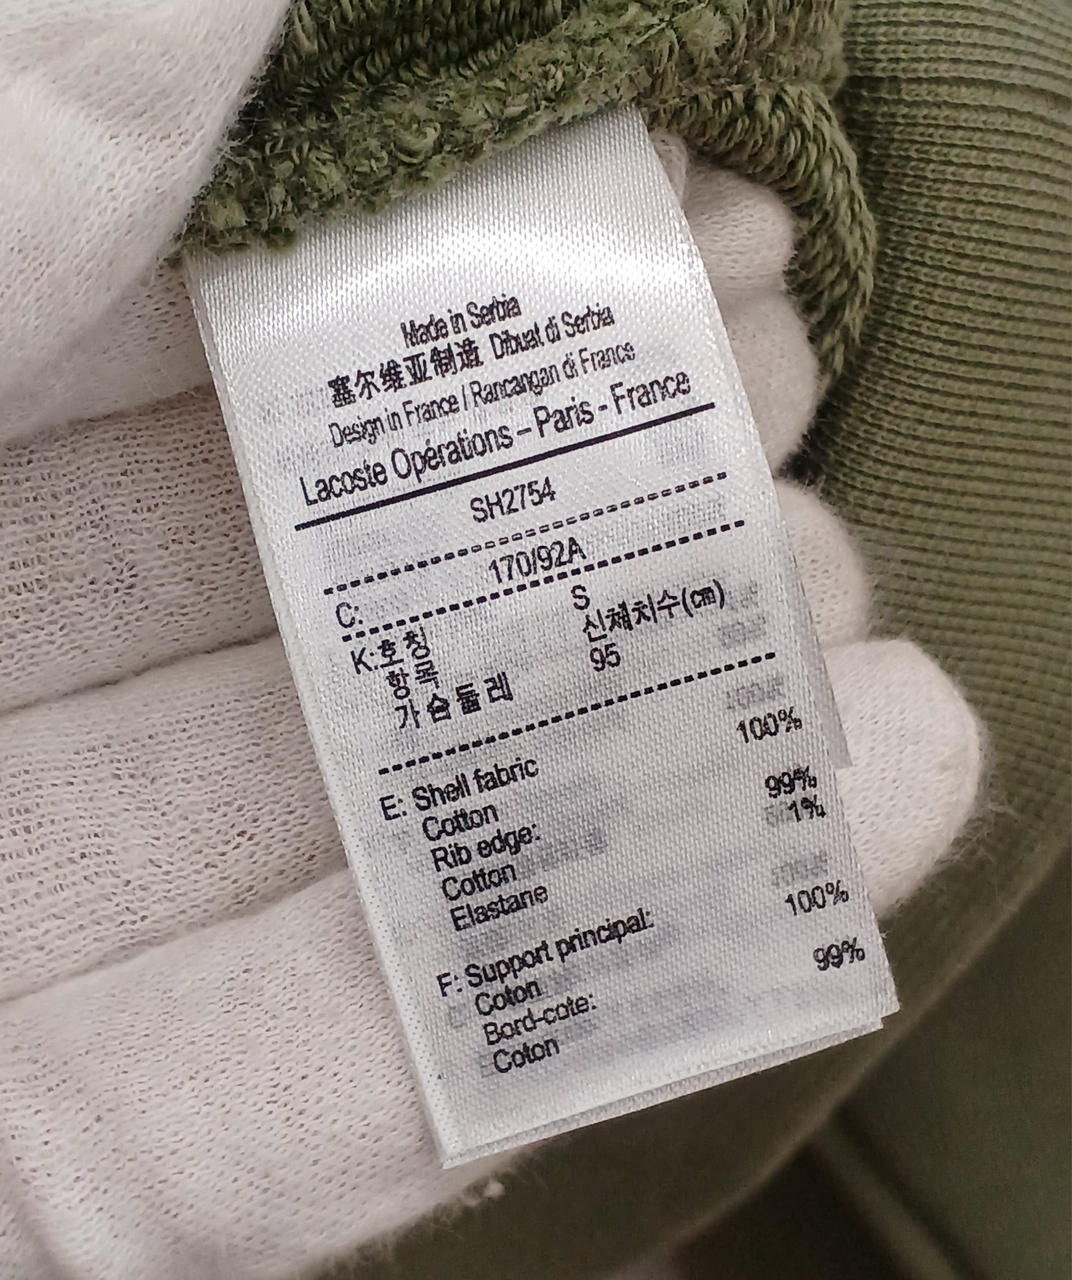 Made in Serbia
塞尔维亚制造 Dibuat di Serbia
Design in France / Rancangan di France
Lacoste Opérations – Paris - France
SH2754
C: 170/92A
K:호칭 S
항목 신체치수(cm)
가슴둘레 95
E: Shell fabric
Cotton 100%
Rib edge:
Cotton 99%
Elastane 1%
F: Support principal:
Coton 100%
Bord-cote:
Coton 99%